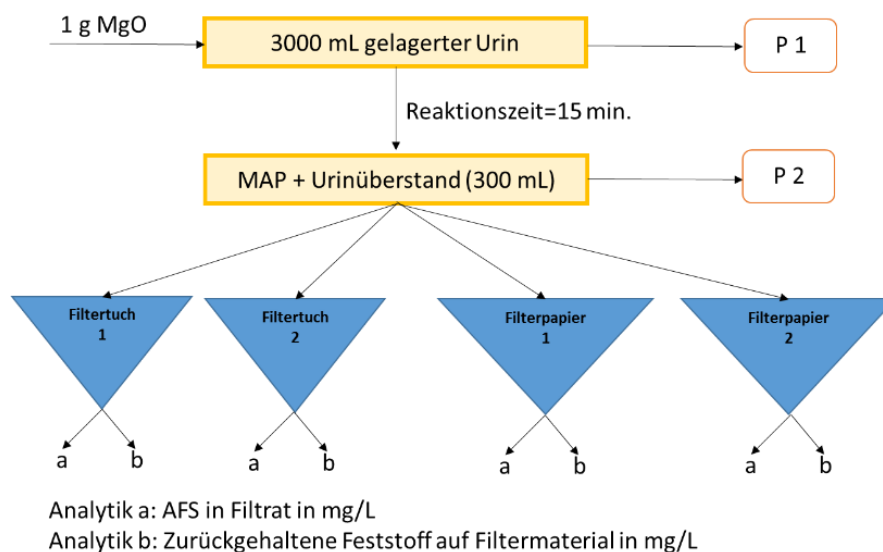 1 g MgO
3000 mL gelagerter Urin
P 1
Reaktionszeit=15 min.
MAP + Urinüberstand (300 mL)
P 2
Filtertuch
1
Filtertuch
2
Filterpapier
1
Filterpapier
2
a
b
a
b
a
b
a
b
Analytik a: AFS in Filtrat in mg/L
Analytik b: Zurückgehaltene Feststoff auf Filtermaterial in mg/L